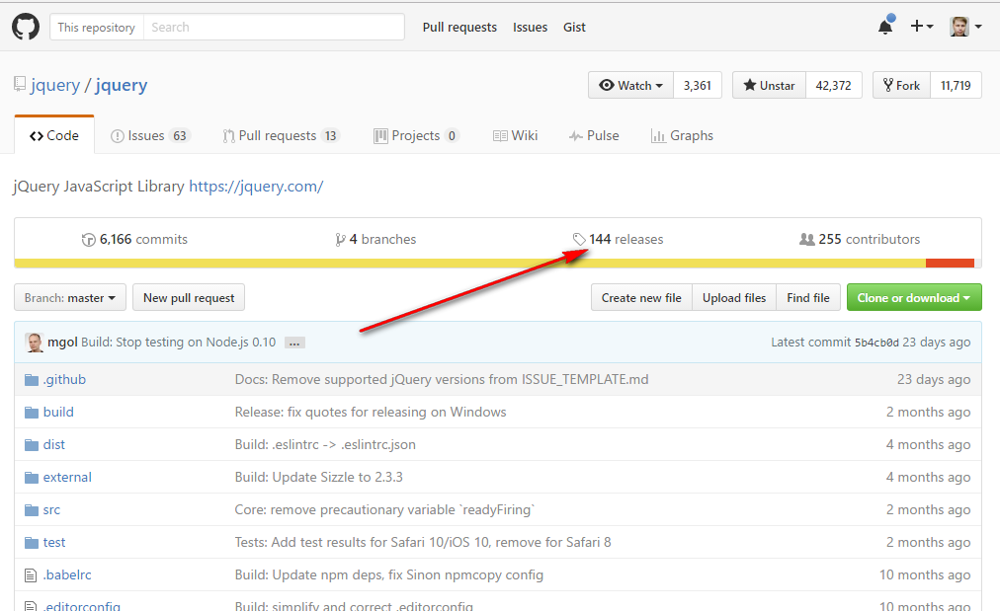 This repository Search Pull requests Issues Gist
jquery / jquery Watch 3,361 Unstar 42,372 Fork 11,719
Code Issues 63 Pull requests 13 Projects 0 Wiki Pulse Graphs
jQuery JavaScript Library https://jquery.com/
6,166 commits 4 branches 144 releases 255 contributors
Branch: master New pull request Create new file Upload files Find file Clone or download
mgol Build: Stop testing on Node.js 0.10 ... Latest commit 5b4cb0d 23 days ago
.github Docs: Remove supported jQuery versions from ISSUE_TEMPLATE.md 23 days ago
build Release: fix quotes for releasing on Windows 2 months ago
dist Build: .eslintrc -> .eslintrc.json 4 months ago
external Build: Update Sizzle to 2.3.3 4 months ago
src Core: remove precautionary variable `readyFiring` 2 months ago
test Tests: Add test results for Safari 10/iOS 10, remove for Safari 8 2 months ago
.babelrc Build: Update npm deps, fix Sinon npmcopy config 10 months ago
.editorconfig Build: simplify and correct .editorconfig 10 months ago